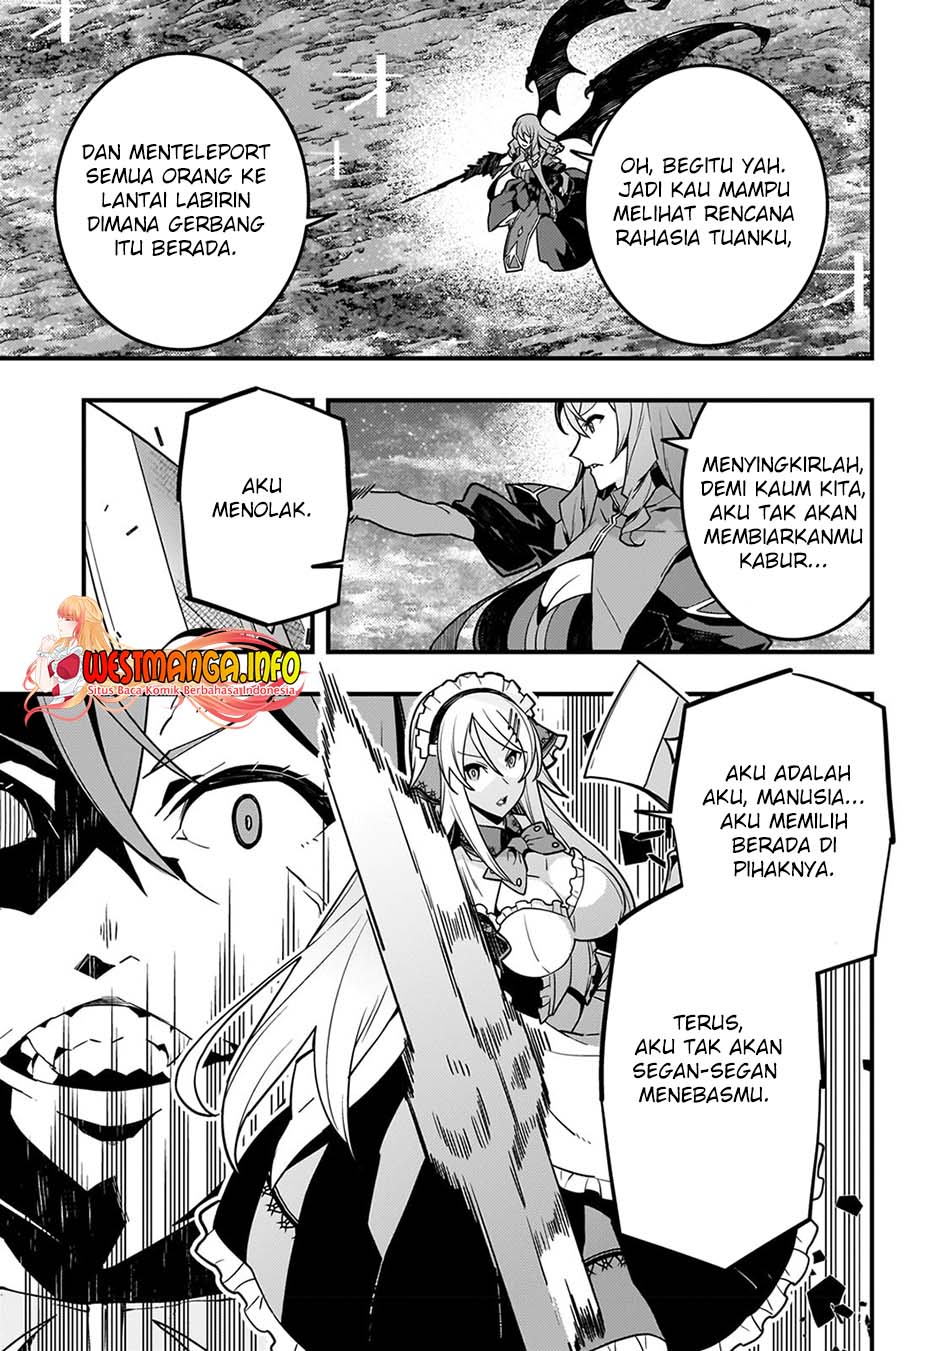 OH, BEGITU YAH.
JADI KAU MAMPU
MELIHAT RENCANA
RAHASIA TUANKU,
DAN MENTELEPORT
SEMUA ORANG KE
LANTAI LABIRIN
DIMANA GERBANG
ITU BERADA.
MENYINGKIRLAH,
DEMI KAUM KITA,
AKU TAK AKAN
MEMBIARKANMU
KABUR...
AKU
MENOLAK.
WESTMANGA.INFO
Situs Baca Komik Berbahasa Indonesia
AKU ADALAH
AKU, MANUSIA...
AKU MEMILIH
BERADA DI
PIHAKNYA.
TERUS,
AKU TAK AKAN
SEGAN-SEGAN
MENEBASMU.